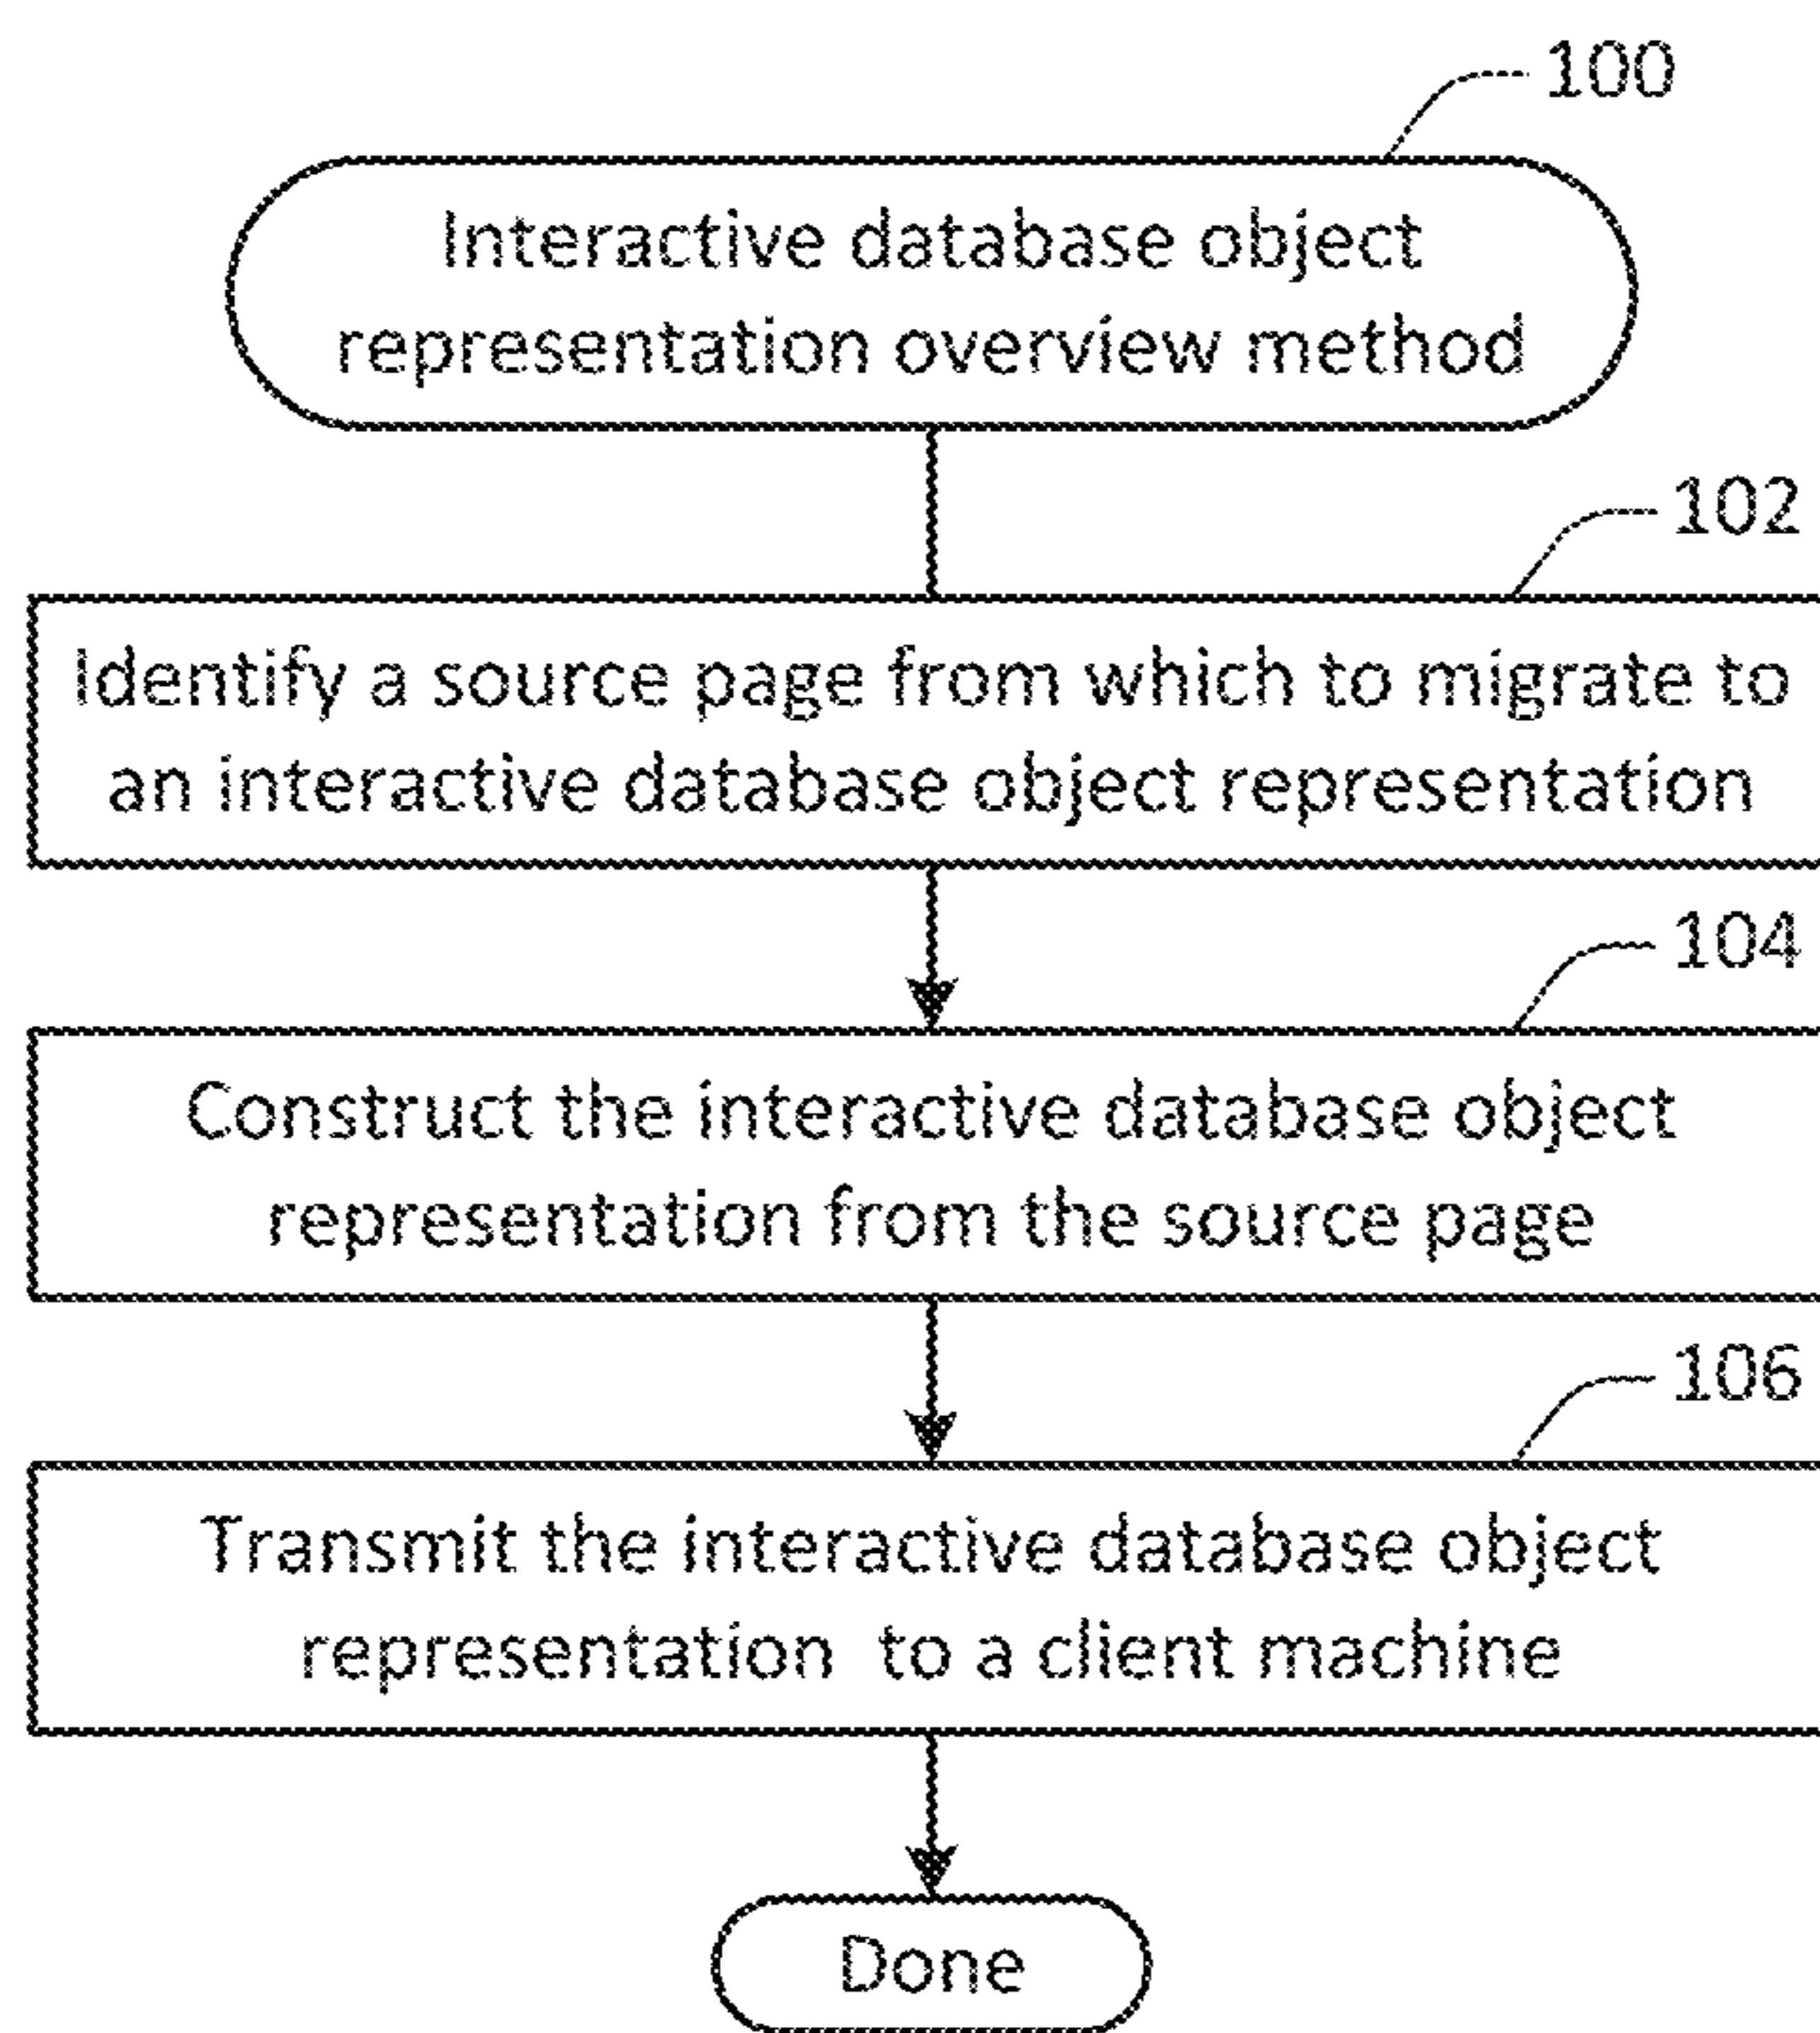 100
Interactive database object
representation overview method
102
Identify a source page from which to migrate to
an interactive database object representation
104
Construct the interactive database object
representation from the source page
106
Transmit the interactive database object
representation to a client machine
Done